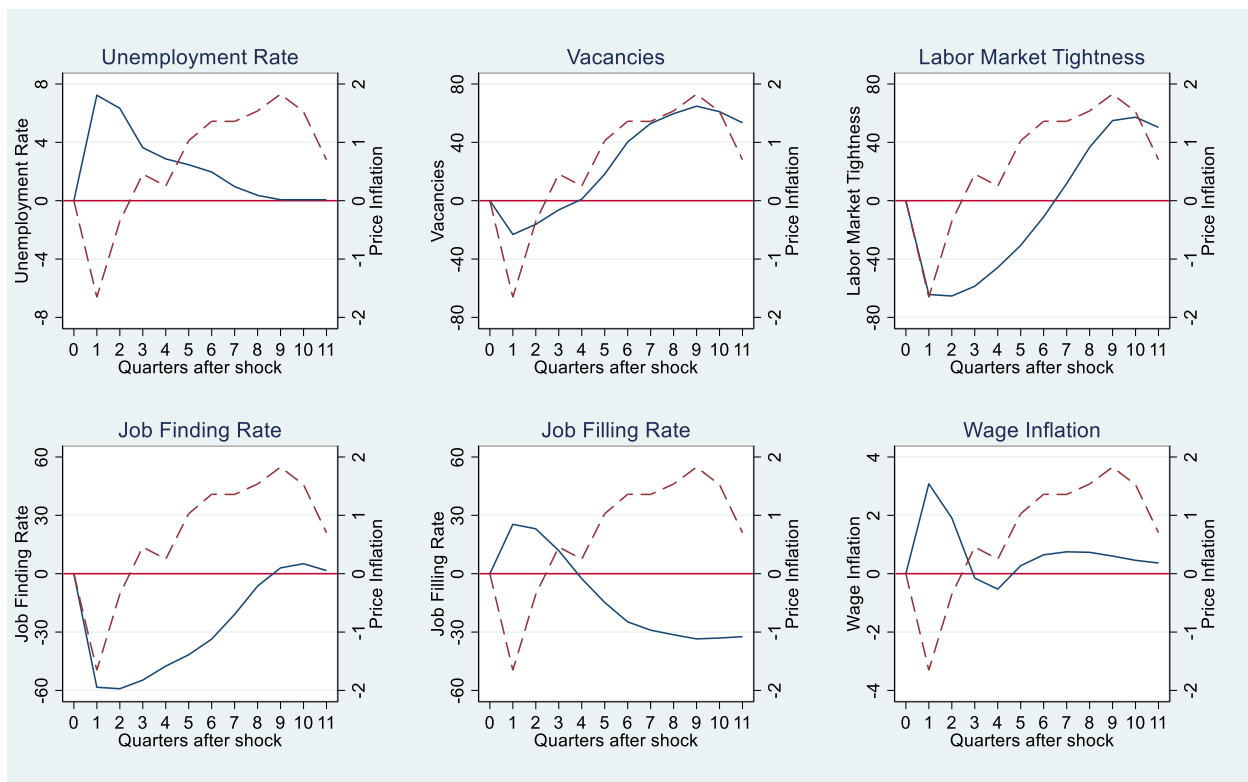 Unemployment Rate
Unemployment Rate
8
4
0
-4
-8
2
1
0
-1
-2
Price Inflation
0 1 2 3 4 5 6 7 8 9 10 11
Quarters after shock
Vacancies
Vacancies
80
40
0
-40
-80
2
1
0
-1
-2
Price Inflation
0 1 2 3 4 5 6 7 8 9 10 11
Quarters after shock
Labor Market Tightness
Labor Market Tightness
80
40
0
-40
-80
2
1
0
-1
-2
Price Inflation
0 1 2 3 4 5 6 7 8 9 10 11
Quarters after shock
Job Finding Rate
Job Finding Rate
60
30
0
-30
-60
2
1
0
-1
-2
Price Inflation
0 1 2 3 4 5 6 7 8 9 10 11
Quarters after shock
Job Filling Rate
Job Filling Rate
60
30
0
-30
-60
2
1
0
-1
-2
Price Inflation
0 1 2 3 4 5 6 7 8 9 10 11
Quarters after shock
Wage Inflation
Wage Inflation
4
2
0
-2
-4
2
1
0
-1
-2
Price Inflation
0 1 2 3 4 5 6 7 8 9 10 11
Quarters after shock